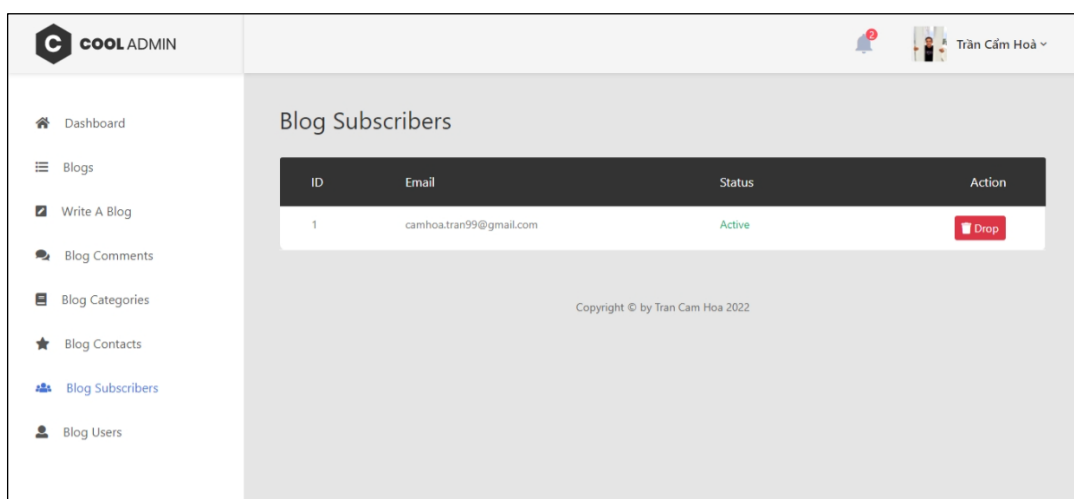 C COOL ADMIN
2
Trần Cẩm Hoà
Dashboard
Blogs
Write A Blog
Blog Comments
Blog Categories
Blog Contacts
Blog Subscribers
Blog Users
Blog Subscribers
ID Email Status Action
1 camhoa.tran99@gmail.com Active Drop
Copyright © by Tran Cam Hoa 2022